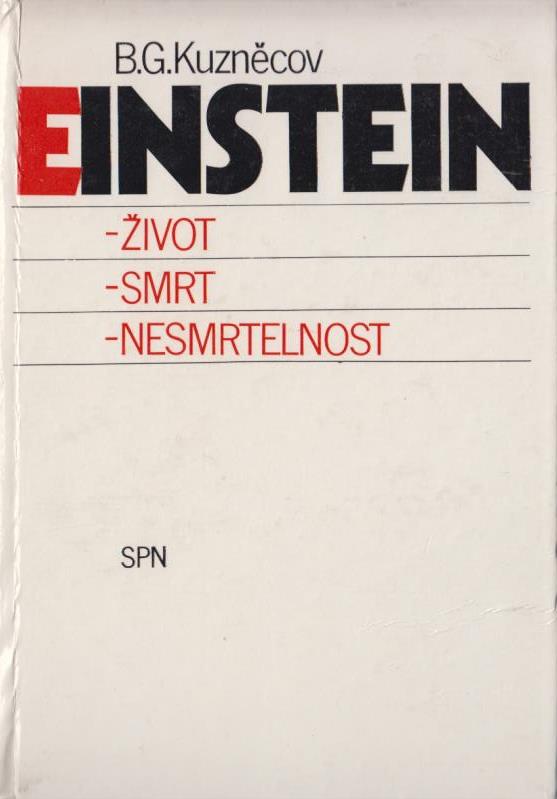 B.G.Kuzněcov
EINSTEIN
-ŽIVOT
-SMRT
-NESMRTELNOST
SPN